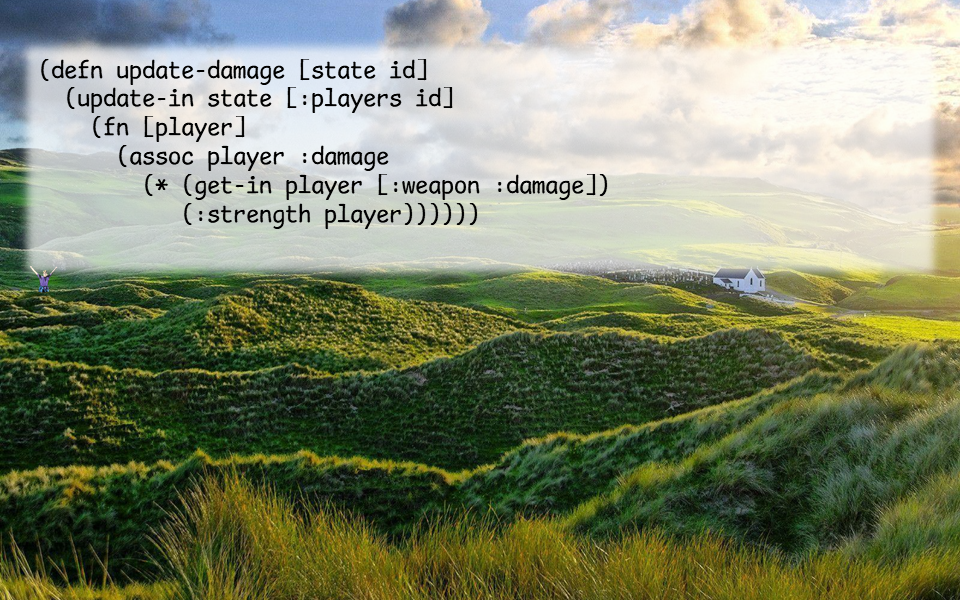 (defn update-damage [state id]
  (update-in state [:players id]
    (fn [player]
      (assoc player :damage
        (* (get-in player [:weapon :damage])
           (:strength player))))))